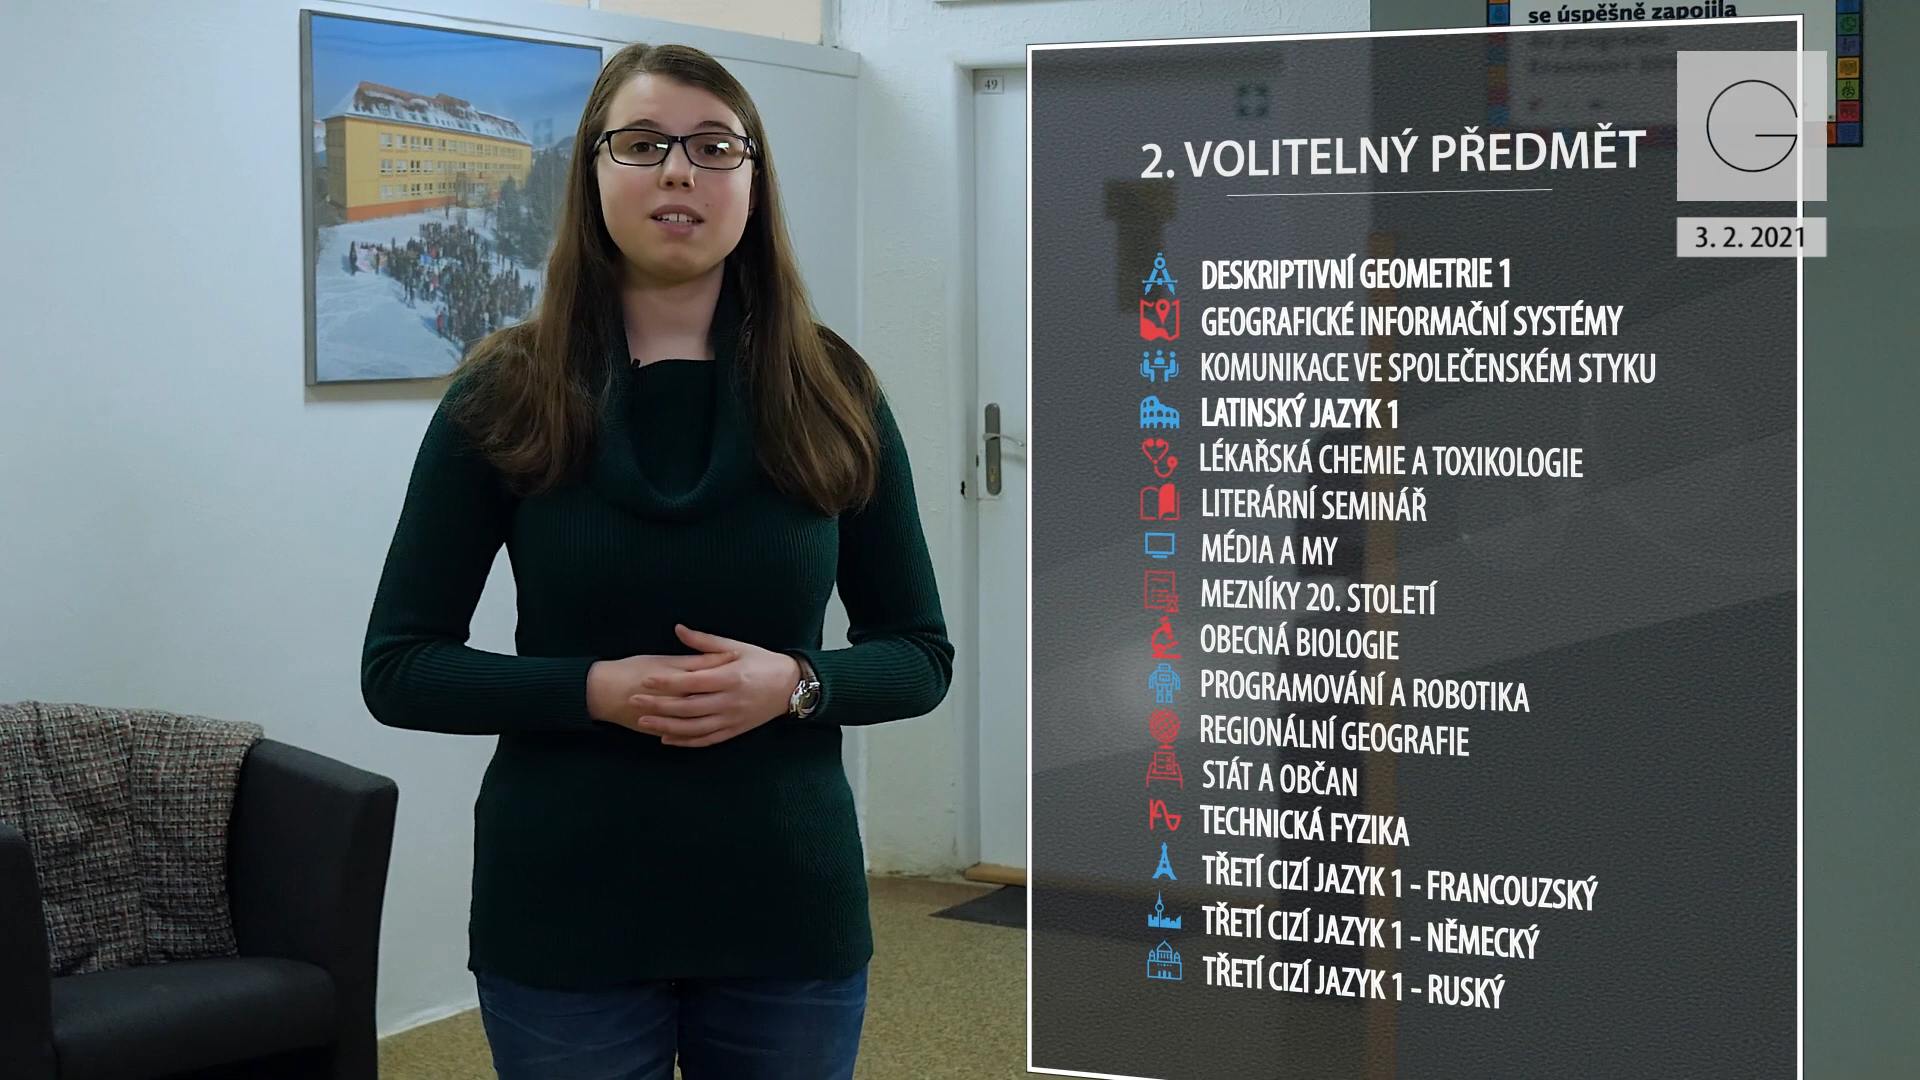 se úspěšně zapojila
49
2. VOLITELNÝ PŘEDMĚT
3. 2. 2021
DESKRIPTIVNÍ GEOMETRIE 1
GEOGRAFICKÉ INFORMAČNÍ SYSTÉMY
KOMUNIKACE VE SPOLEČENSKÉM STYKU
LATINSKÝ JAZYK 1
LÉKAŘSKÁ CHEMIE A TOXIKOLOGIE
LITERÁRNÍ SEMINÁŘ
MÉDIA A MY
MEZNÍKY 20. STOLETÍ
OBECNÁ BIOLOGIE
PROGRAMOVÁNÍ A ROBOTIKA
REGIONÁLNÍ GEOGRAFIE
STÁT A OBČAN
TECHNICKÁ FYZIKA
TŘETÍ CIZÍ JAZYK 1 - FRANCOUZSKÝ
TŘETÍ CIZÍ JAZYK 1 - NĚMECKÝ
TŘETÍ CIZÍ JAZYK 1 - RUSKÝ